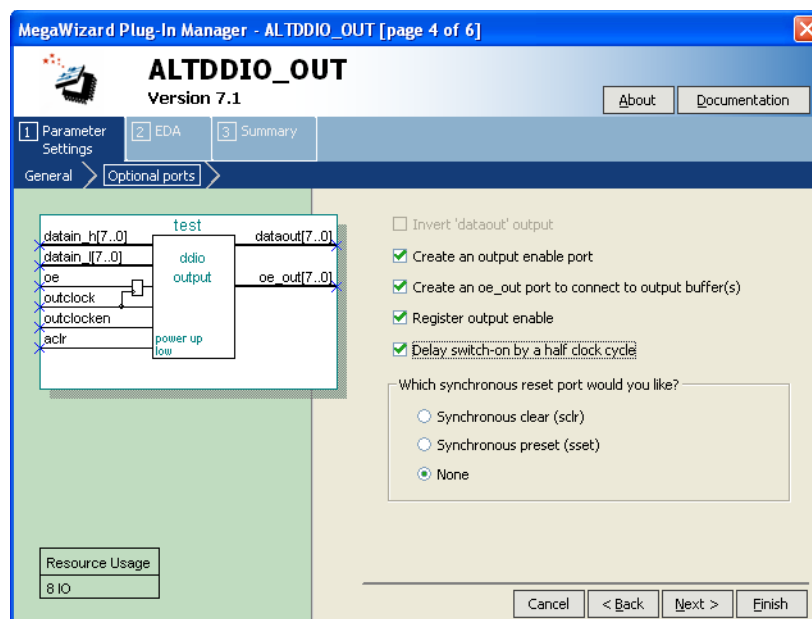 MegaWizard Plug-In Manager - ALTDDIO_OUT [page 4 of 6]
ALTDDIO_OUT
Version 7.1
About
Documentation
1 Parameter Settings
2 EDA
3 Summary
General
Optional ports
test
datain_h[7..0]
dataout[7..0]
datain_l[7..0]
ddio
oe
output
oe_out[7..0]
outclock
outclocken
aclr
power up
low
Invert 'dataout' output
Create an output enable port
Create an oe_out port to connect to output buffer(s)
Register output enable
Delay switch-on by a half clock cycle
Which synchronous reset port would you like?
Synchronous clear (sclr)
Synchronous preset (sset)
None
Resource Usage
8 IO
Cancel
< Back
Next >
Finish